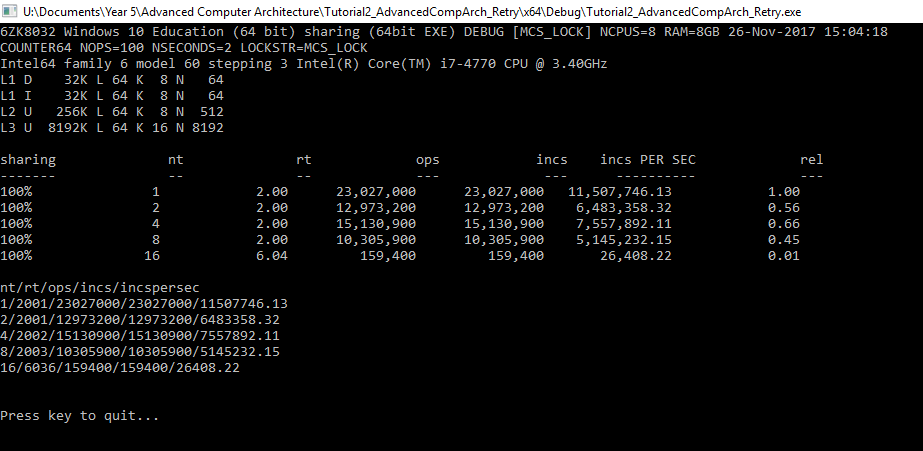 U:\Documents\Year 5\Advanced Computer Architecture\Tutorial2_AdvancedCompArch_Retry\x64\Debug\Tutorial2_AdvancedCompArch_Retry.exe
6ZK8032 Windows 10 Education (64 bit) sharing (64bit EXE) DEBUG [MCS_LOCK] NCPUS=8 RAM=8GB 26-Nov-2017 15:04:18
COUNTER64 NOPS=100 NSECONDS=2 LOCKSTR=MCS_LOCK
Intel64 family 6 model 60 stepping 3 Intel(R) Core(TM) i7-4770 CPU @ 3.40GHz
L1 D    32K L 64 K  8 N   64
L1 I    32K L 64 K  8 N   64
L2 U   256K L 64 K  8 N  512
L3 U  8192K L 64 K 16 N 8192
sharing              nt              rt             ops            incs    incs PER SEC             rel
-------              --              --             ---             ---      ----------             ---
100%                  1            2.00      23,027,000      23,027,000   11,507,746.13            1.00
100%                  2            2.00      12,973,200      12,973,200    6,483,358.32            0.56
100%                  4            2.00      15,130,900      15,130,900    7,557,892.11            0.66
100%                  8            2.00      10,305,900      10,305,900    5,145,232.15            0.45
100%                 16            6.04         159,400         159,400       26,408.22            0.01
nt/rt/ops/incs/incspersec
1/2001/23027000/23027000/11507746.13
2/2001/12973200/12973200/6483358.32
4/2002/15130900/15130900/7557892.11
8/2003/10305900/10305900/5145232.15
16/6036/159400/159400/26408.22
Press key to quit...